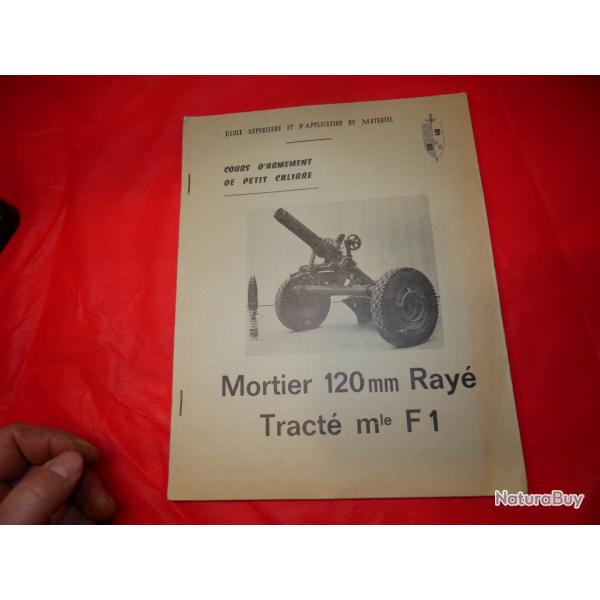 ECOLE SUPERIEURE ET D'APPLICATION DU MATERIEL
COURS D'ARMEMENT
DE PETIT CALIBRE
Mortier 120mm Rayé
Tracté mle F1
NaturaBuy